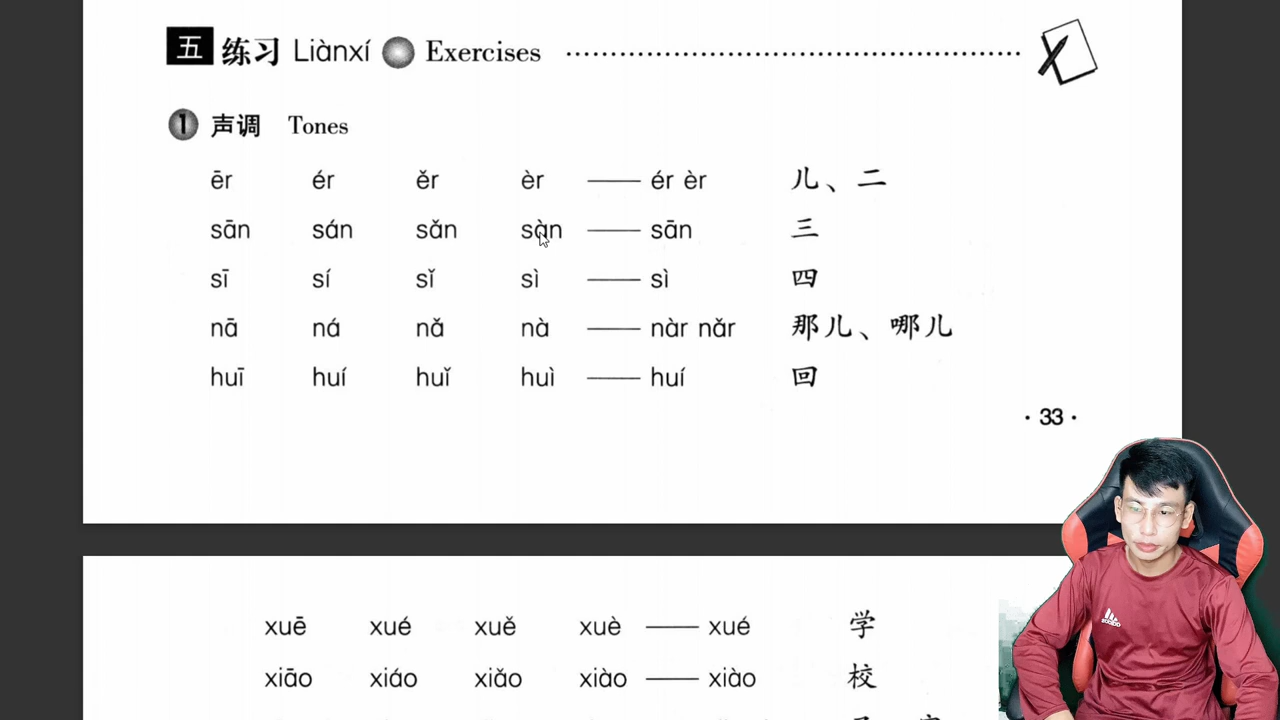 五 练习 Liànxí Exercises
1 声调 Tones
ēr ér ěr èr —— ér èr 儿、二
sān sán sǎn sàn —— sān 三
sī sí sǐ sì —— sì 四
nā ná nǎ nà —— nàr nǎr 那儿、哪儿
huī huí huǐ huì —— huí 回
· 33 ·
xuē xué xuě xuè —— xué 学
xiāo xiáo xiǎo xiào —— xiào 校